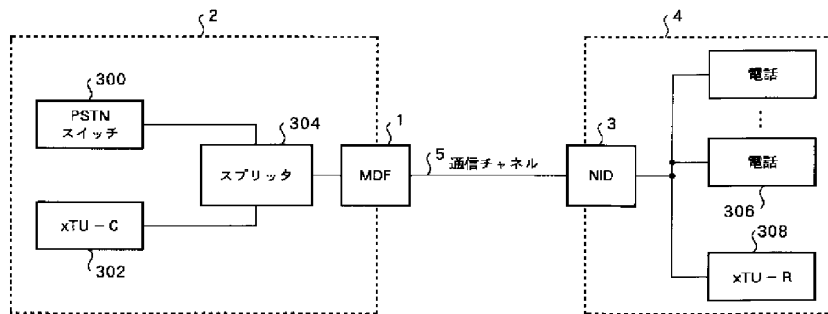 2
4
300
PSTN
スイッチ
304
スプリッタ
xTU-C
302
1
MDF
5
通信チャネル
3
NID
電話
電話
306
308
xTU-R